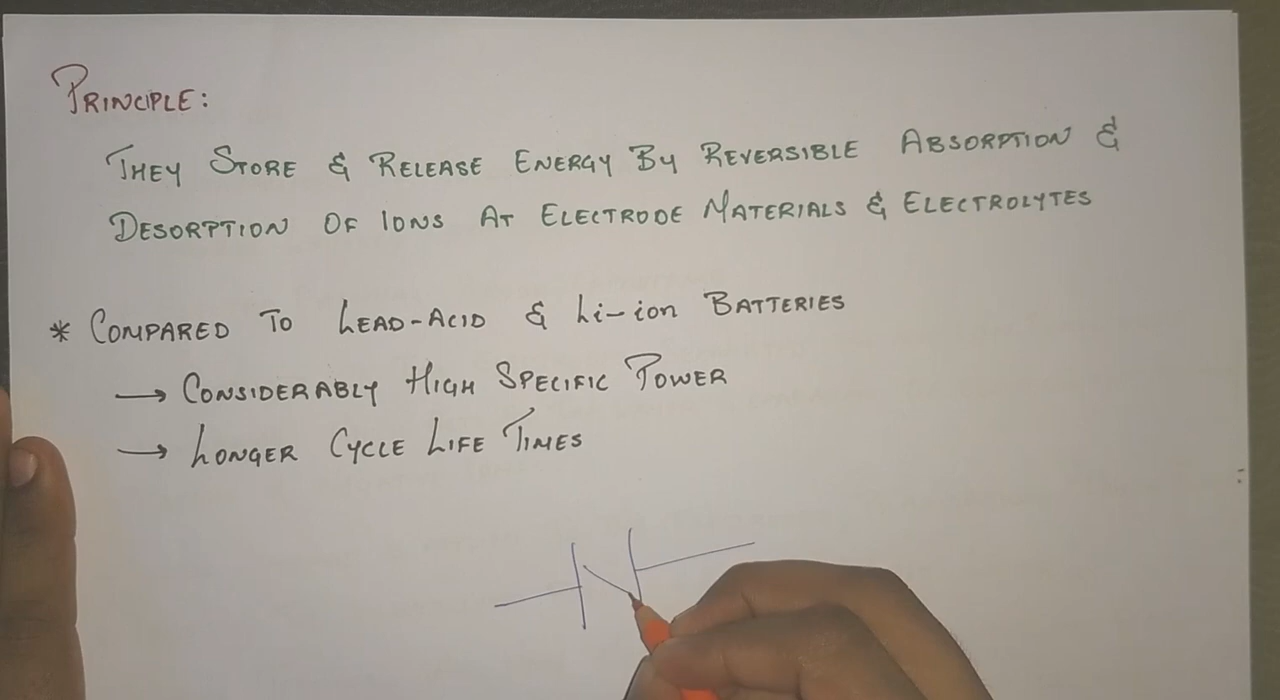 PRINCIPLE:
THEY STORE & RELEASE ENERGY BY REVERSIBLE ABSORPTION &
DESORPTION OF IONS AT ELECTRODE MATERIALS & ELECTROLYTES
* COMPARED TO LEAD-ACID & Li-ion BATTERIES
→ CONSIDERABLY HIGH SPECIFIC POWER
→ LONGER CYCLE LIFE TIMES